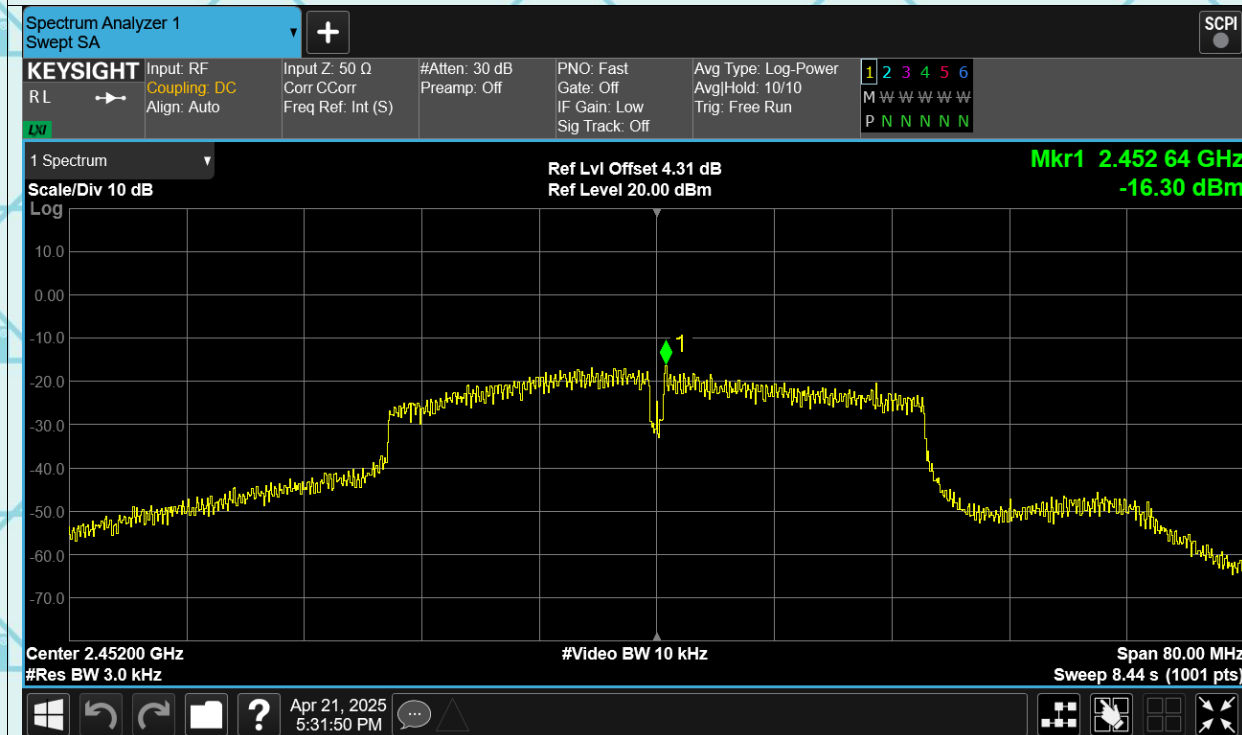 Spectrum Analyzer 1
Swept SA
+
SCPI
KEYSIGHT
RL
LXI
Input: RF
Coupling: DC
Align: Auto
Input Z: 50 Ω
Corr CCorr
Freq Ref: Int (S)
#Atten: 30 dB
Preamp: Off
PNO: Fast
Gate: Off
IF Gain: Low
Sig Track: Off
Avg Type: Log-Power
Avg|Hold: 10/10
Trig: Free Run
1 2 3 4 5 6
M W W W W W
P N N N N N
1 Spectrum
Scale/Div 10 dB
Log
Ref Lvl Offset 4.31 dB
Ref Level 20.00 dBm
Mkr1 2.452 64 GHz
-16.30 dBm
10.0
0.00
-10.0
1
-20.0
-30.0
-40.0
-50.0
-60.0
-70.0
Center 2.45200 GHz
#Res BW 3.0 kHz
#Video BW 10 kHz
Span 80.00 MHz
Sweep 8.44 s (1001 pts)
?
Apr 21, 2025
5:31:50 PM